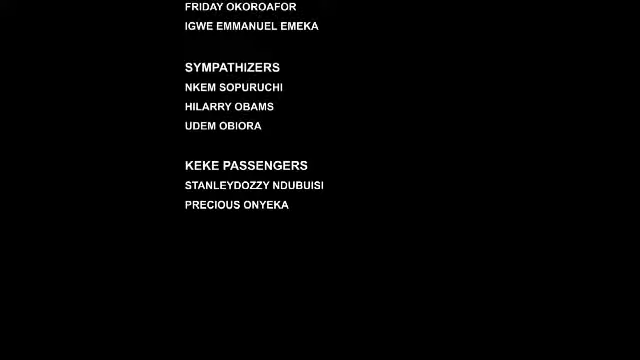 FRIDAY OKOROAFOR
IGWE EMMANUEL EMEKA
SYMPATHIZERS
NKEM SOPURUCHI
HILARRY OBAMS
UDEM OBIORA
KEKE PASSENGERS
STANLEYDOZZY NDUBUISI
PRECIOUS ONYEKA